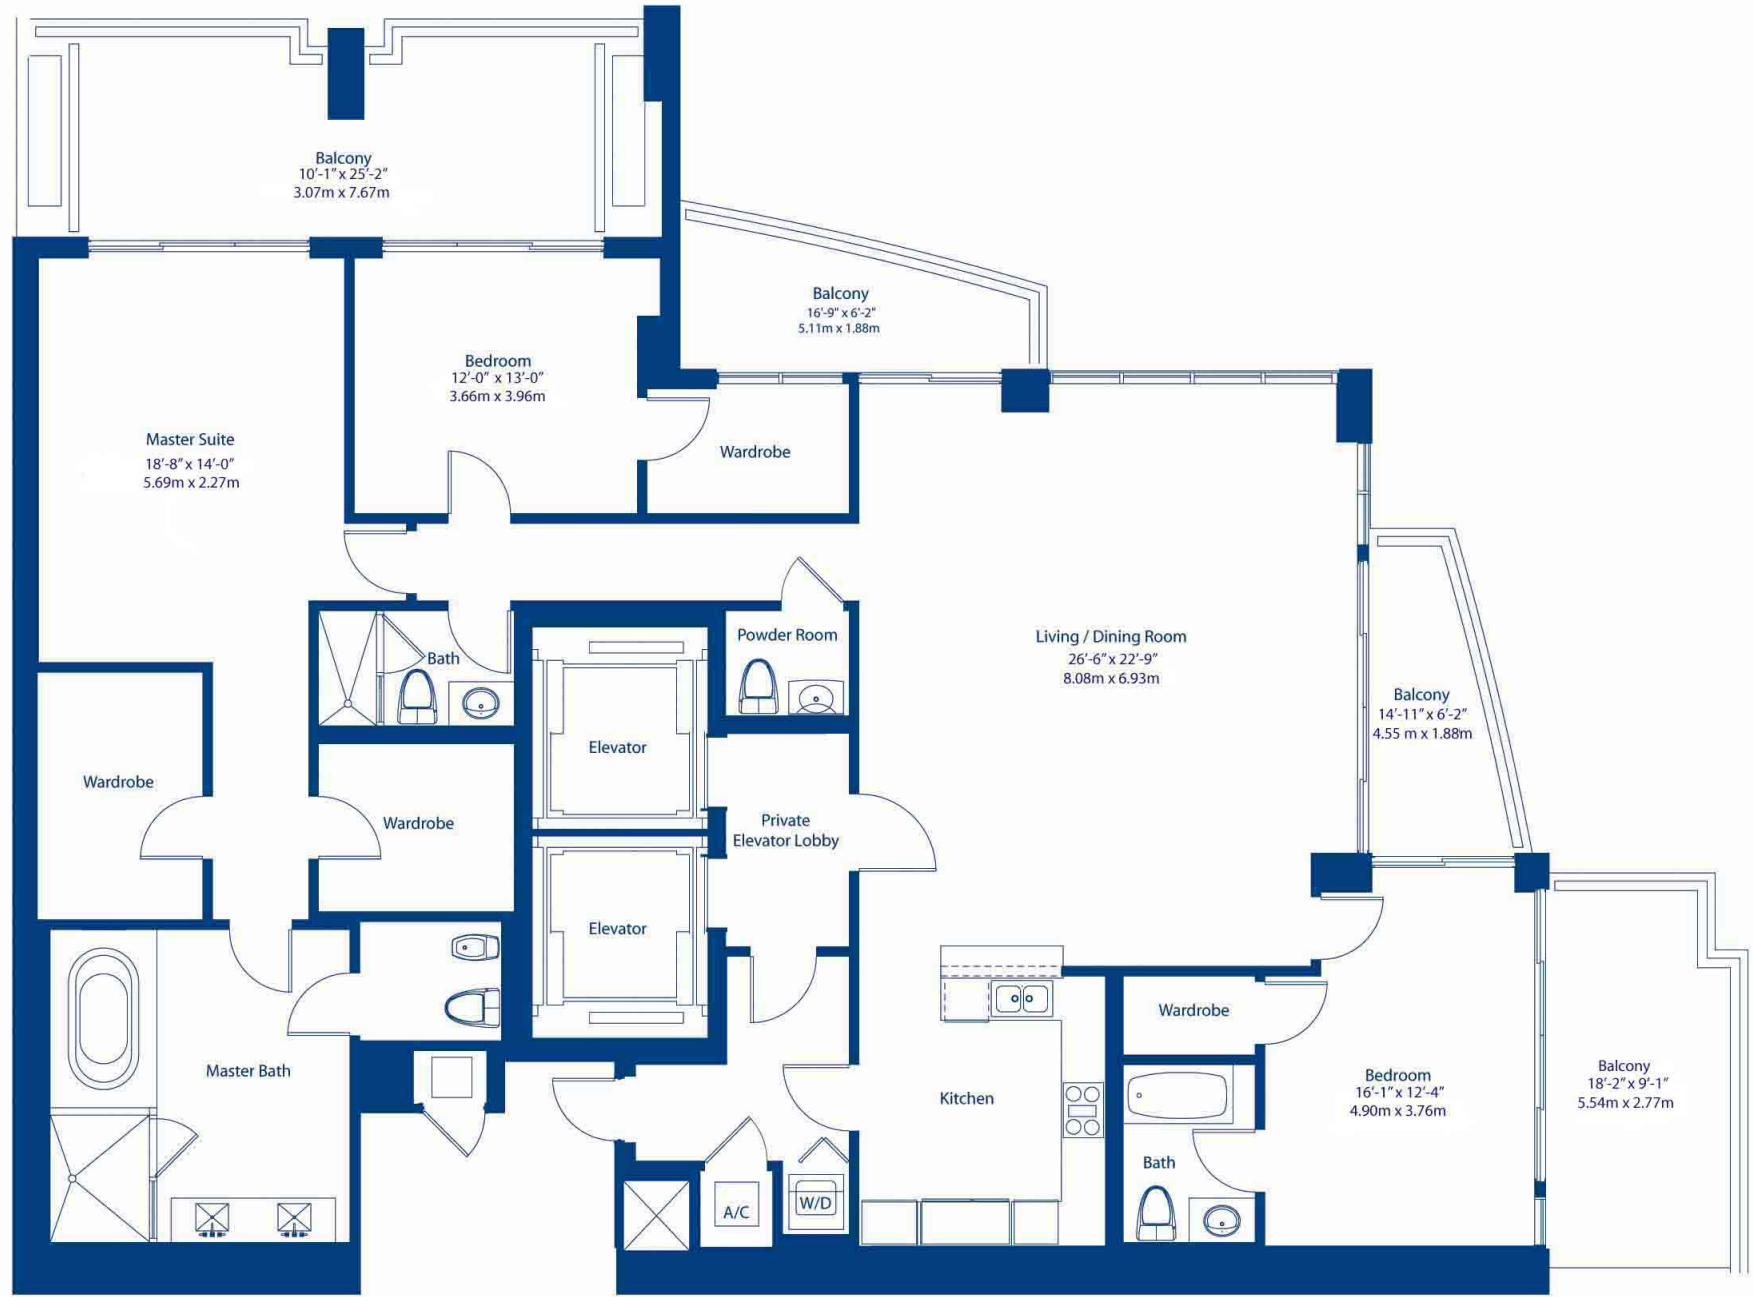 Balcony
10'-1" x 25'-2"
3.07m x 7.67m
Balcony
16'-9" x 6'-2"
5.11m x 1.88m
Bedroom
12'-0" x 13'-0"
3.66m x 3.96m
Master Suite
18'-8" x 14'-0"
5.69m x 2.27m
Wardrobe
Living / Dining Room
26'-6" x 22'-9"
8.08m x 6.93m
Powder Room
Bath
Balcony
14'-11" x 6'-2"
4.55 m x 1.88m
Elevator
Wardrobe
Wardrobe
Private
Elevator Lobby
Elevator
Wardrobe
Master Bath
Kitchen
Bedroom
16'-1" x 12'-4"
4.90m x 3.76m
Balcony
18'-2" x 9'-1"
5.54m x 2.77m
Bath
A/C
W/D